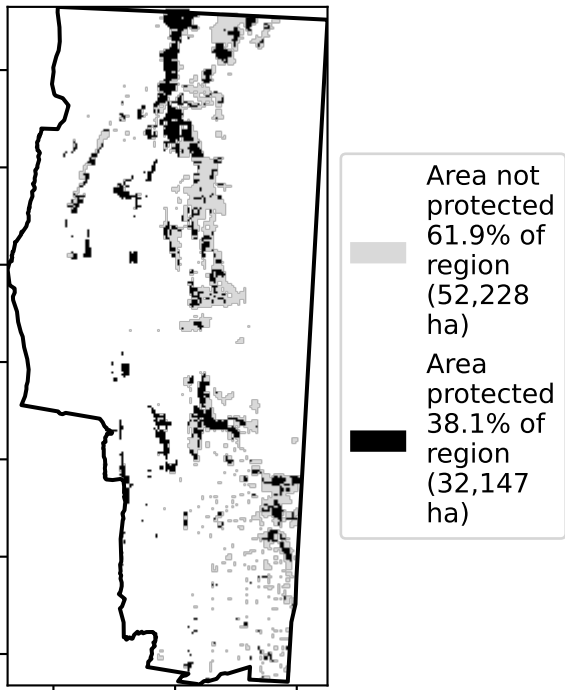 Area not
protected
61.9% of
region
(52,228
ha)
Area
protected
38.1% of
region
(32,147
ha)